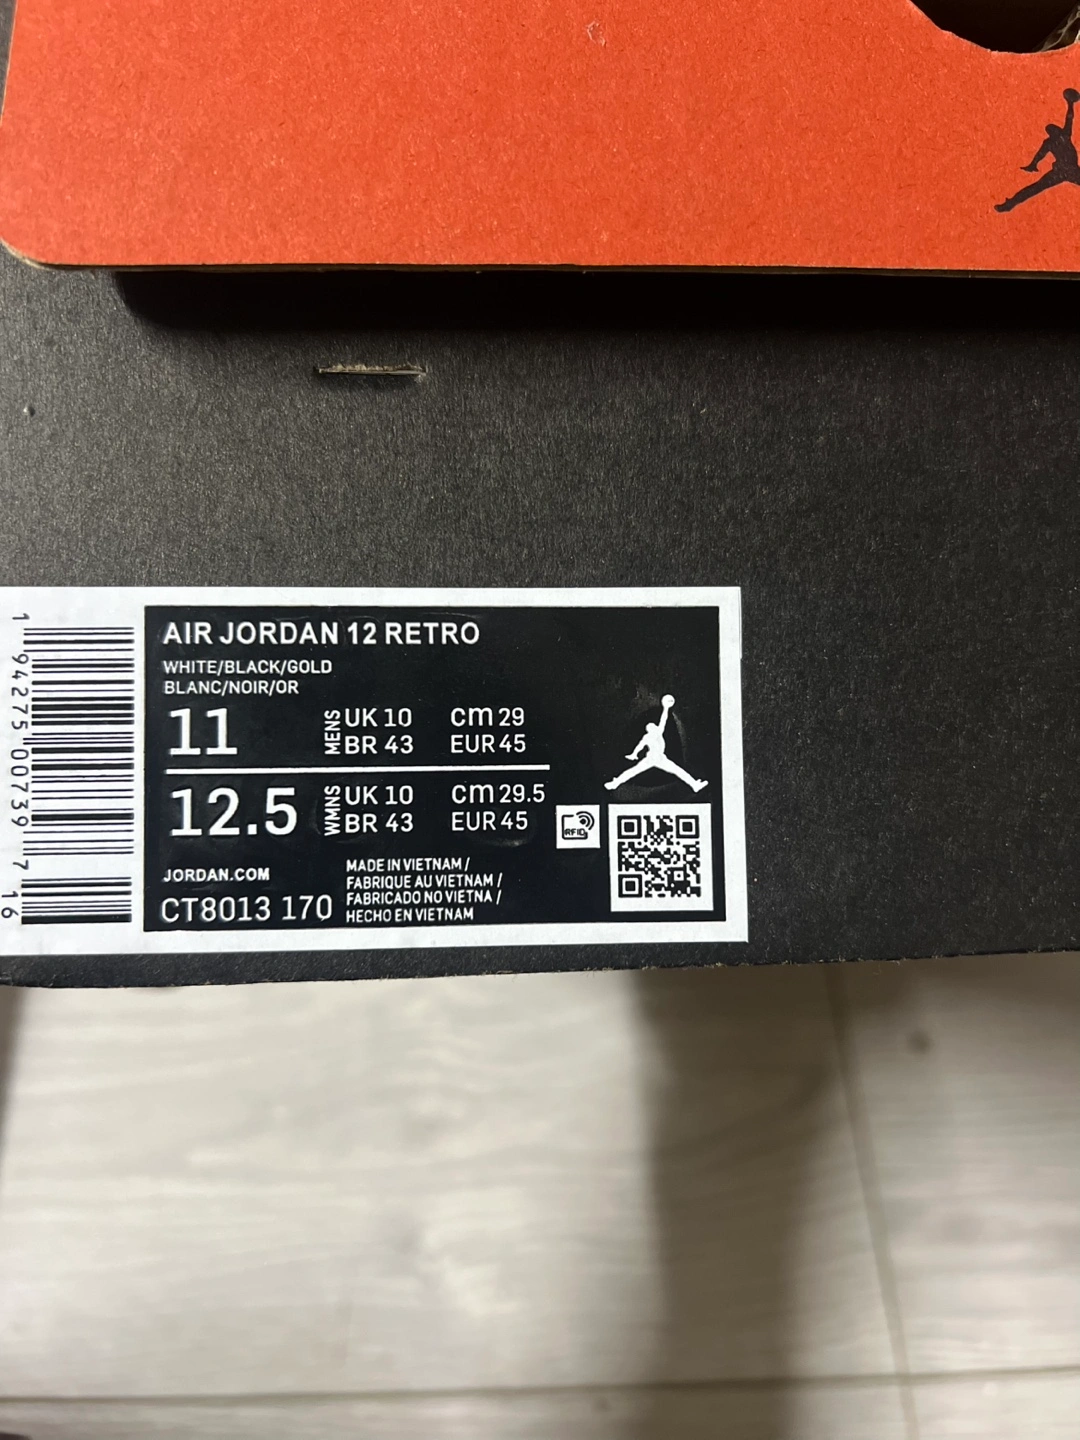 AIR JORDAN 12 RETRO
WHITE/BLACK/GOLD
BLANC/NOIR/OR
11 MENS UK 10 cm 29
BR 43 EUR 45
12.5 WMNS UK 10 cm 29.5
BR 43 EUR 45
RFID
JORDAN.COM
CT8013 170
MADE IN VIETNAM /
FABRIQUE AU VIETNAM /
FABRICADO NO VIETNA /
HECHO EN VIETNAM
1 94275 00739 7 16